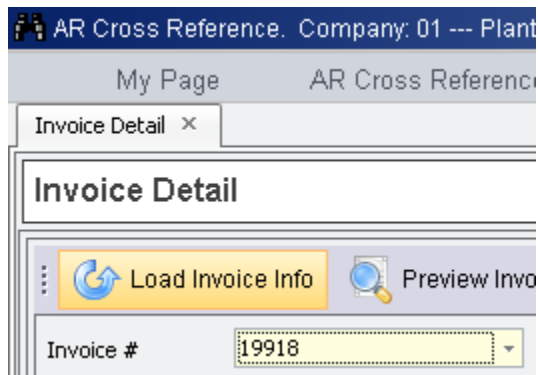 AR Cross Reference. Company: 01 --- Plant
My Page AR Cross Referenc
Invoice Detail ×
Invoice Detail
Load Invoice Info Preview Invo
Invoice # 19918